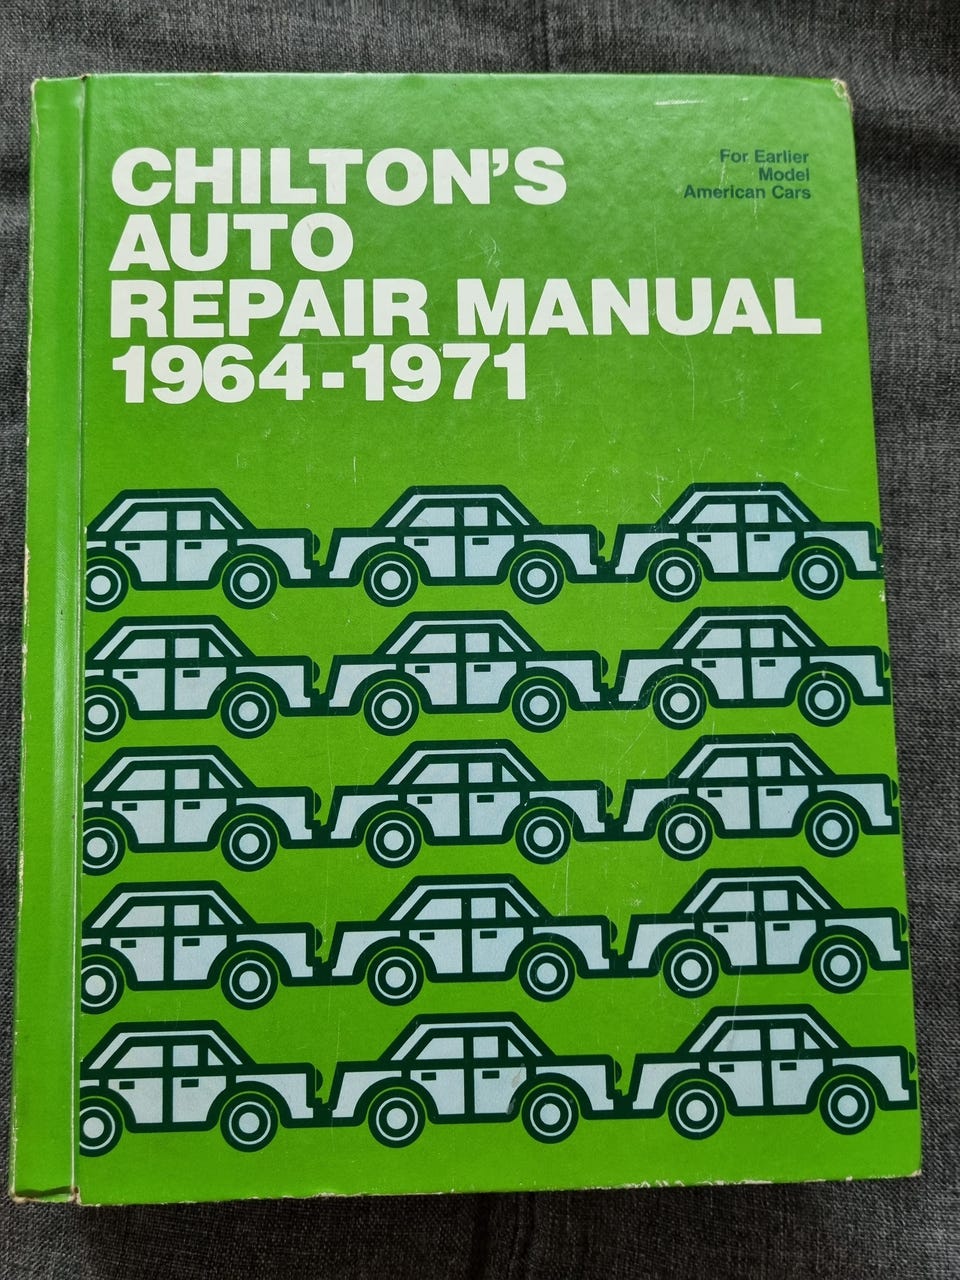 CHILTON'S
AUTO
REPAIR MANUAL
1964-1971
For Earlier
Model
American Cars